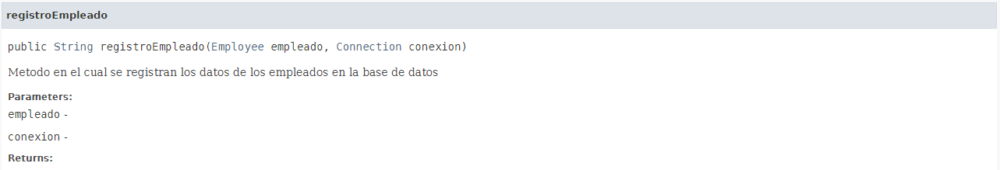 registroEmpleado
public String registroEmpleado(Employee empleado, Connection conexion)
Metodo en el cual se registran los datos de los empleados en la base de datos
Parameters:
empleado -
conexion -
Returns: